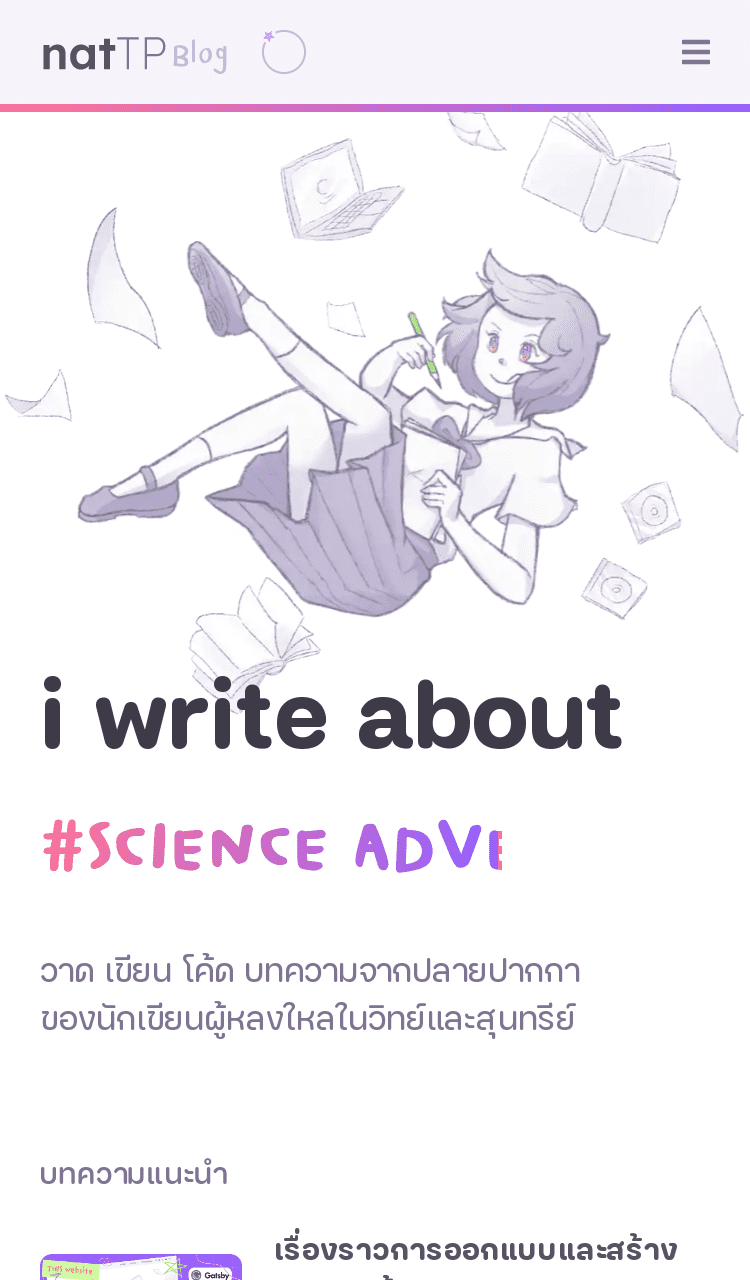 natTP Blog
i write about
#SCIENCE ADVE
วาด เขียน โค้ด บทความจากปลายปากกา
ของนักเขียนผู้หลงใหลในวิทย์และสุนทรีย์
บทความแนะนำ
เรื่องราวการออกแบบและสร้าง
THIS website
Gatsby